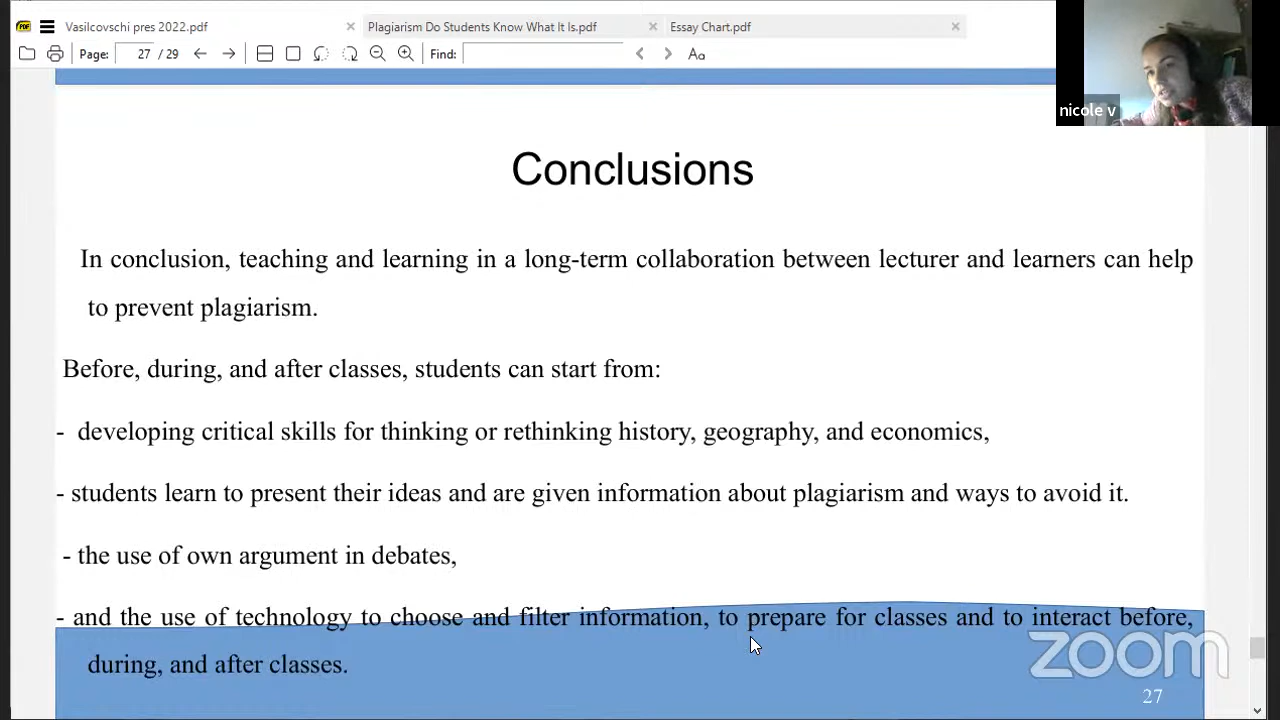 Vasilcovschi pres 2022.pdf
Plagiarism Do Students Know What It Is.pdf
Essay Chart.pdf
Page: 27 / 29
Find:
Aa
nicole v
Conclusions
In conclusion, teaching and learning in a long-term collaboration between lecturer and learners can help
to prevent plagiarism.
Before, during, and after classes, students can start from:
- developing critical skills for thinking or rethinking history, geography, and economics,
- students learn to present their ideas and are given information about plagiarism and ways to avoid it.
- the use of own argument in debates,
- and the use of technology to choose and filter information, to prepare for classes and to interact before,
during, and after classes.
zoom
27